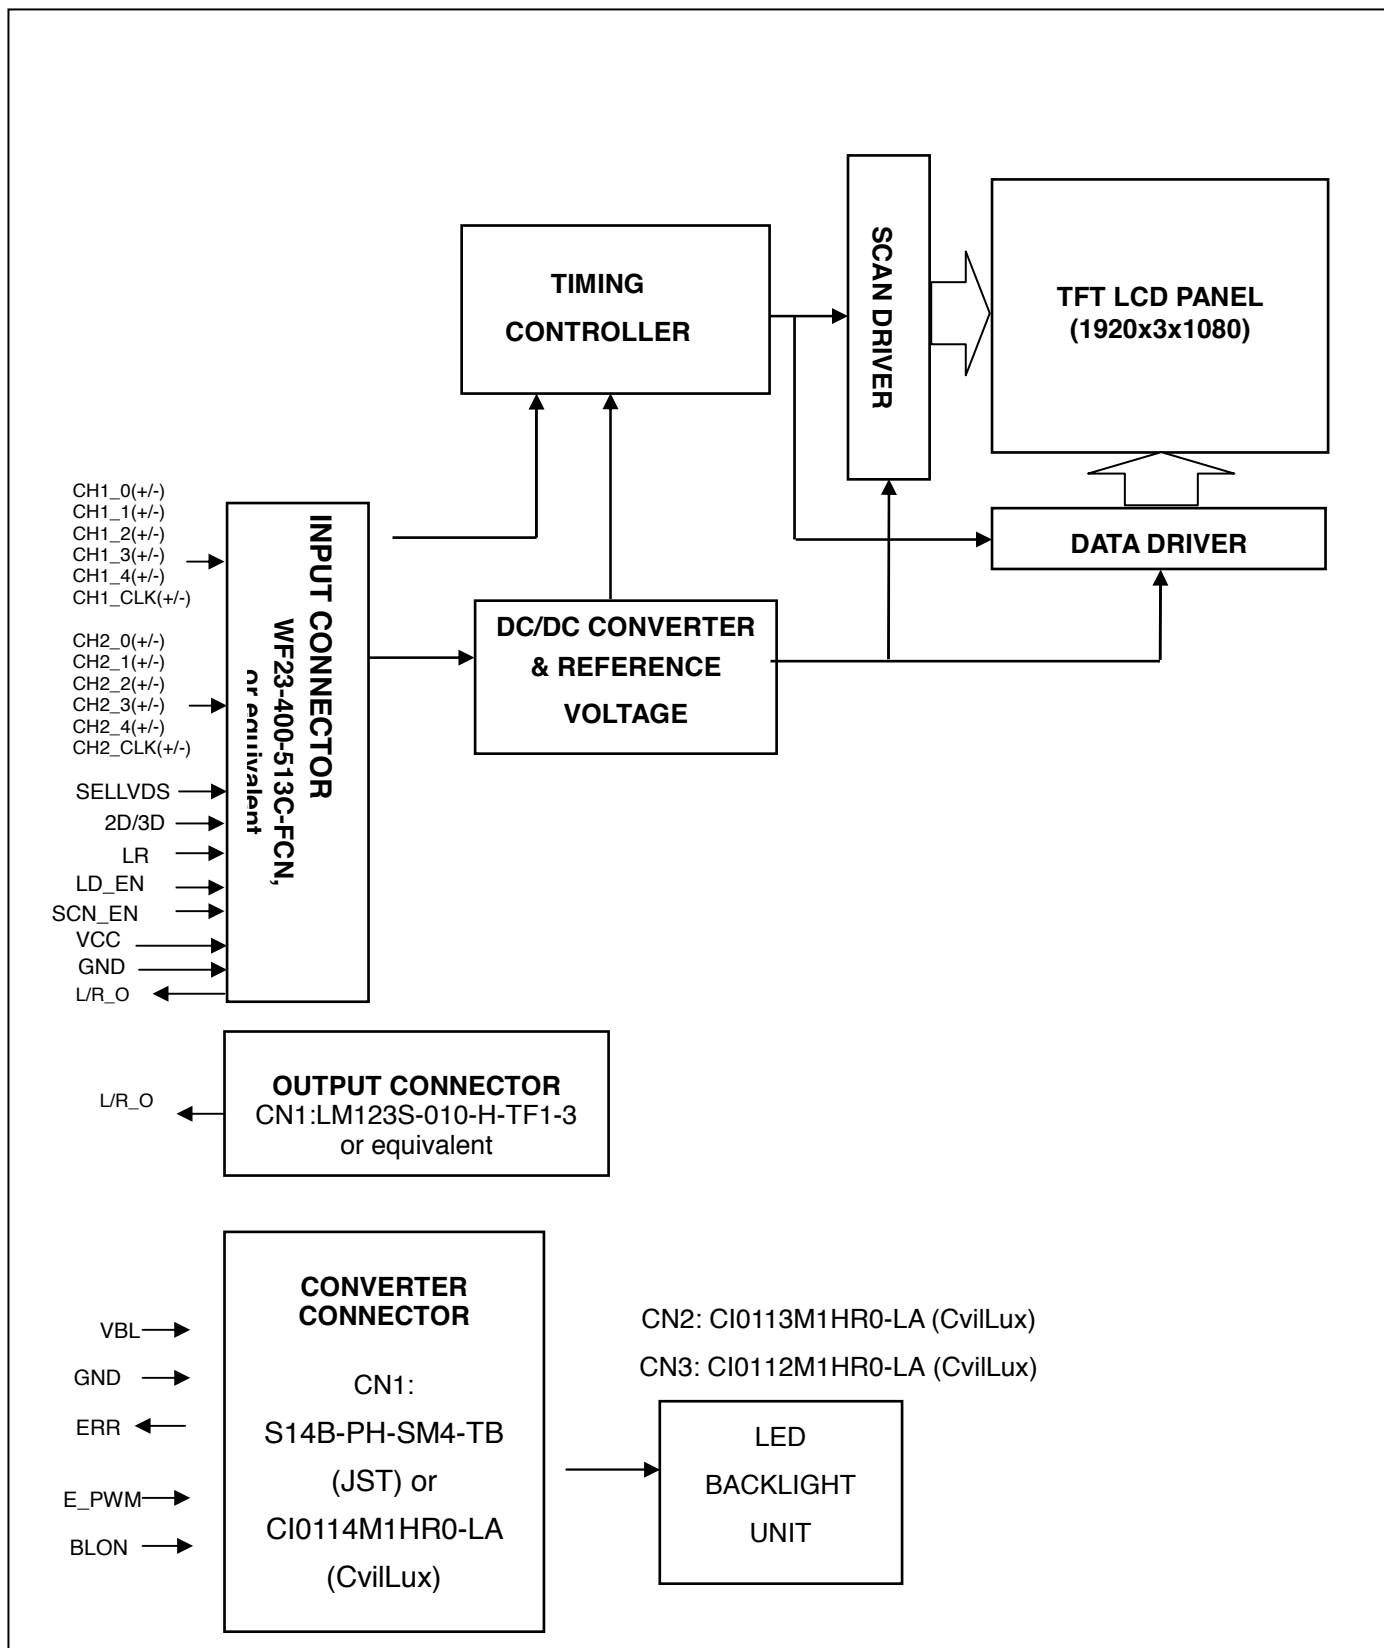 TIMING
CONTROLLER
SCAN DRIVER
TFT LCD PANEL
(1920x3x1080)
DATA DRIVER
CH1_0(+/-)
CH1_1(+/-)
CH1_2(+/-)
CH1_3(+/-)
CH1_4(+/-)
CH1_CLK(+/-)
CH2_0(+/-)
CH2_1(+/-)
CH2_2(+/-)
CH2_3(+/-)
CH2_4(+/-)
CH2_CLK(+/-)
SELLVDS
2D/3D
LR
LD_EN
SCN_EN
VCC
GND
L/R_O
INPUT CONNECTOR
WF23-400-513C-FCN,
or equivalent
DC/DC CONVERTER
& REFERENCE
VOLTAGE
L/R_O
OUTPUT CONNECTOR
CN1:LM123S-010-H-TF1-3
or equivalent
VBL
GND
ERR
E_PWM
BLON
CONVERTER
CONNECTOR
CN1:
S14B-PH-SM4-TB
(JST) or
CI0114M1HR0-LA
(CvilLux)
CN2: CI0113M1HR0-LA (CvilLux)
CN3: CI0112M1HR0-LA (CvilLux)
LED
BACKLIGHT
UNIT